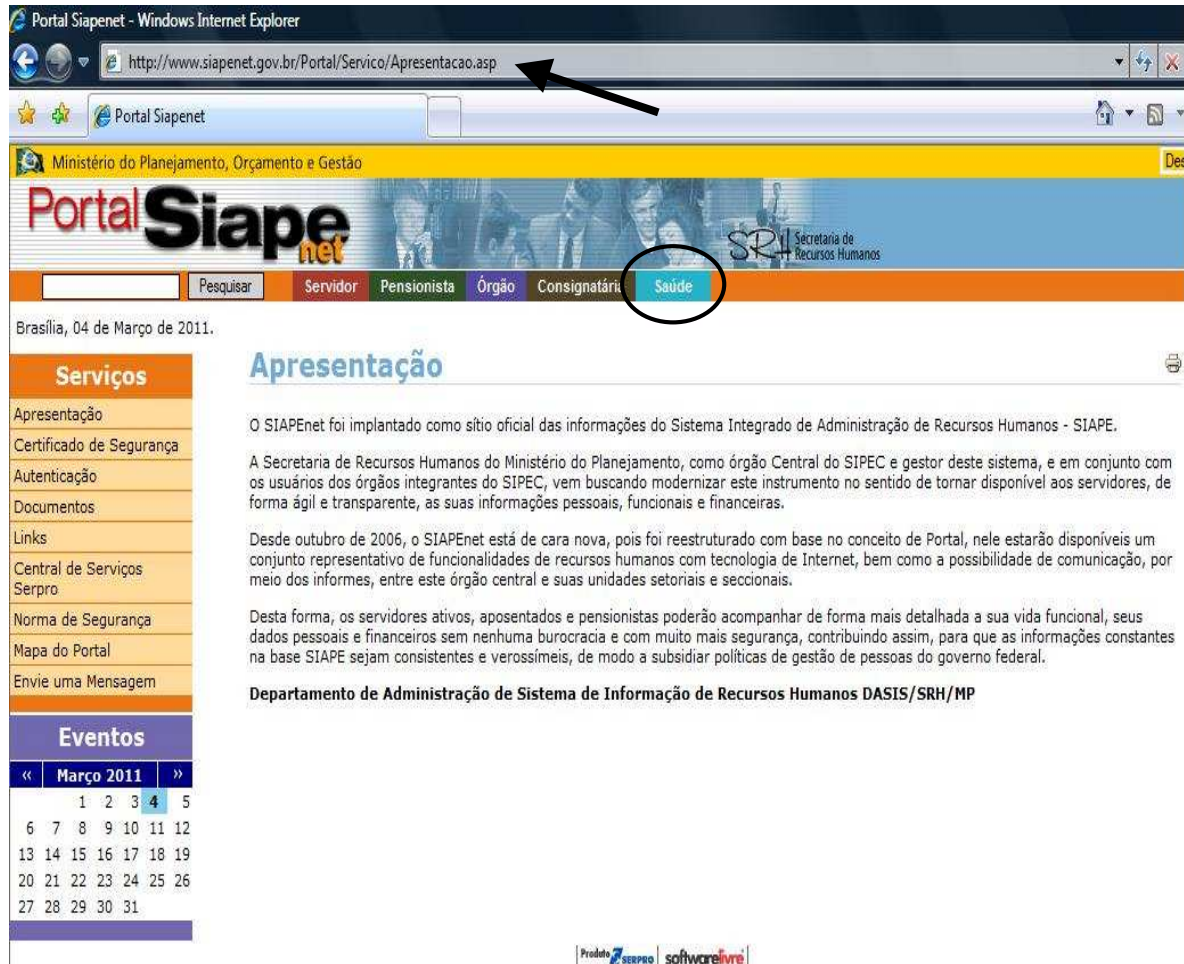 Portal Siapenet - Windows Internet Explorer
http://www.siapenet.gov.br/Portal/Servico/Apresentacao.asp
Portal Siapenet
Ministério do Planejamento, Orçamento e Gestão
Des
Portal Siape net
SRH Secretaria de
Recursos Humanos
Pesquisar Servidor Pensionista Órgão Consignatária Saúde
Brasília, 04 de Março de 2011.
Serviços
Apresentação
Certificado de Segurança
Autenticação
Documentos
Links
Central de Serviços
Serpro
Norma de Segurança
Mapa do Portal
Envie uma Mensagem
Eventos
« Março 2011 »
1 2 3 4 5
6 7 8 9 10 11 12
13 14 15 16 17 18 19
20 21 22 23 24 25 26
27 28 29 30 31
Apresentação
O SIAPEnet foi implantado como sítio oficial das informações do Sistema Integrado de Administração de Recursos Humanos - SIAPE.
A Secretaria de Recursos Humanos do Ministério do Planejamento, como órgão Central do SIPEC e gestor deste sistema, e em conjunto com
os usuários dos órgãos integrantes do SIPEC, vem buscando modernizar este instrumento no sentido de tornar disponível aos servidores, de
forma ágil e transparente, as suas informações pessoais, funcionais e financeiras.
Desde outubro de 2006, o SIAPEnet está de cara nova, pois foi reestruturado com base no conceito de Portal, nele estarão disponíveis um
conjunto representativo de funcionalidades de recursos humanos com tecnologia de Internet, bem como a possibilidade de comunicação, por
meio dos informes, entre este órgão central e suas unidades setoriais e seccionais.
Desta forma, os servidores ativos, aposentados e pensionistas poderão acompanhar de forma mais detalhada a sua vida funcional, seus
dados pessoais e financeiros sem nenhuma burocracia e com muito mais segurança, contribuindo assim, para que as informações constantes
na base SIAPE sejam consistentes e verossímeis, de modo a subsidiar políticas de gestão de pessoas do governo federal.
Departamento de Administração de Sistema de Informação de Recursos Humanos DASIS/SRH/MP
Produto SERPRO softwarelivre